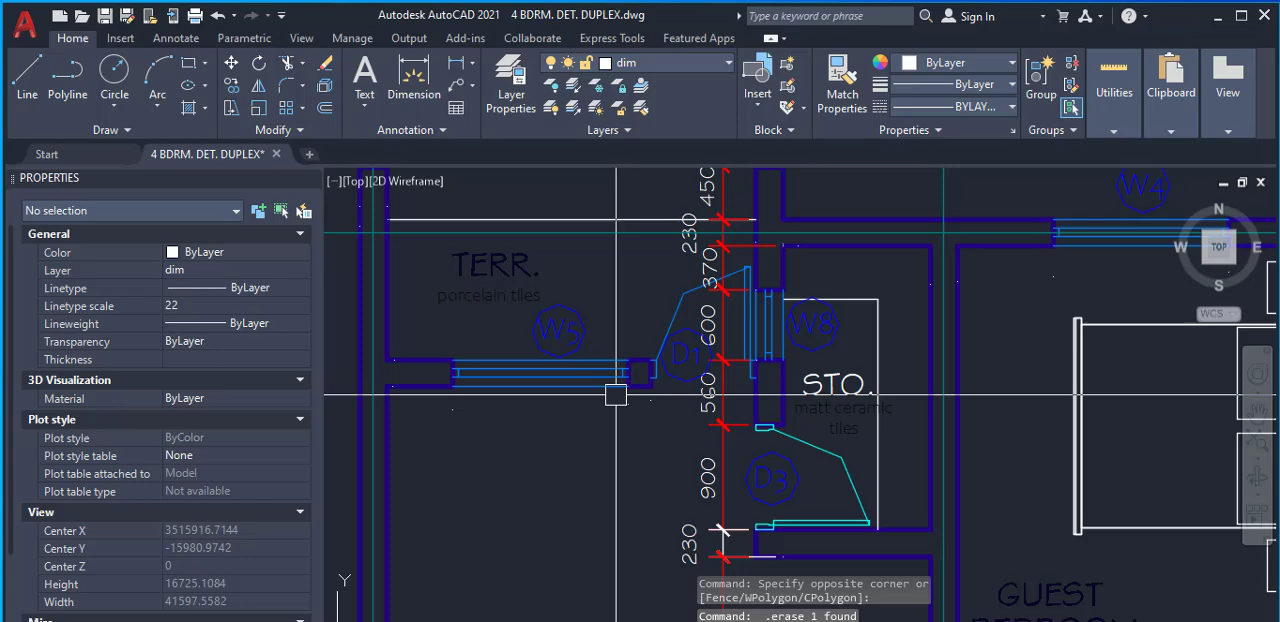 Autodesk AutoCAD 2021 4 BDRM. DET. DUPLEX.dwg
Type a keyword or phrase
Sign In
Home Insert Annotate Parametric View Manage Output Add-ins Collaborate Express Tools Featured Apps
Line Polyline Circle Arc
Text Dimension
Layer Properties
dim
Insert
Match Properties
ByLayer
ByLayer
BYLAY...
Group
Utilities
Clipboard
View
Draw
Modify
Annotation
Layers
Block
Properties
Groups
Start
4 BDRM. DET. DUPLEX*
PROPERTIES
No selection
General
Color ByLayer
Layer dim
Linetype ByLayer
Linetype scale 22
Lineweight ByLayer
Transparency ByLayer
Thickness
3D Visualization
Material ByLayer
Plot style
Plot style ByColor
Plot style table None
Plot table attached to Model
Plot table type Not available
View
Center X 3515916.7144
Center Y -15980.9742
Center Z 0
Height 16725.1084
Width 41597.5582
[−][Top][2D Wireframe]
TERR.
porcelain tiles
W5
D1
W8
W4
STO.
matt ceramic
tiles
D3
450
230
370
600
560
900
230
GUEST
N
W TOP E
S
WCS
Y
Command: Specify opposite corner or
[Fence/WPolygon/CPolygon]:
Command: .erase 1 found